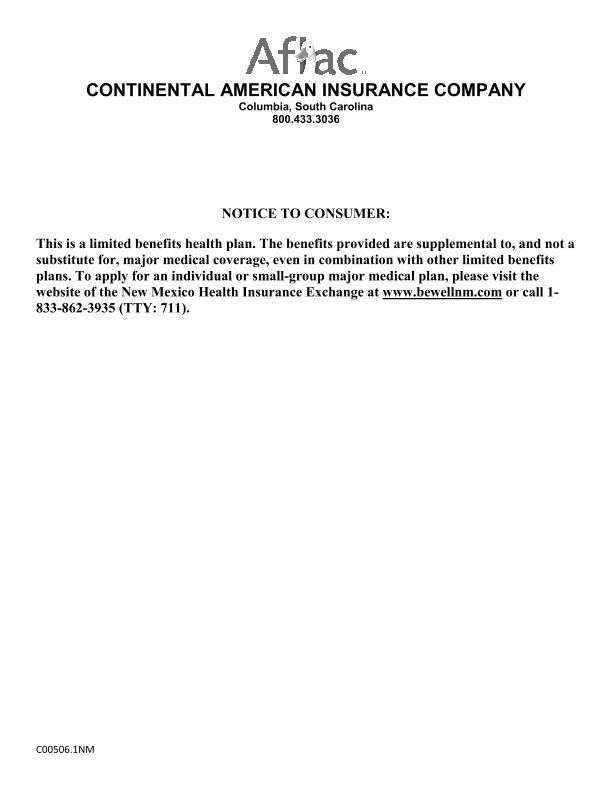 Aflac
CONTINENTAL AMERICAN INSURANCE COMPANY
Columbia, South Carolina
800.433.3036
NOTICE TO CONSUMER:
This is a limited benefits health plan. The benefits provided are supplemental to, and not a
substitute for, major medical coverage, even in combination with other limited benefits
plans. To apply for an individual or small-group major medical plan, please visit the
website of the New Mexico Health Insurance Exchange at www.bewellnm.com or call 1-
833-862-3935 (TTY: 711).
C00506.1NM